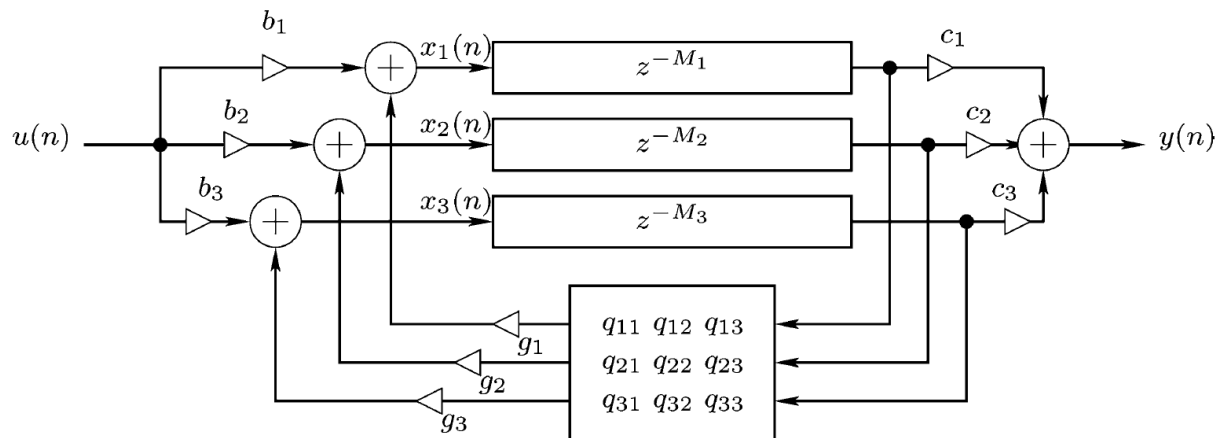 b₁
x₁(n)
z^{-M₁}
c₁
+
u(n)
b₂
+
x₂(n)
z^{-M₂}
c₂
+
y(n)
b₃
+
x₃(n)
z^{-M₃}
c₃
g₁
q₁₁ q₁₂ q₁₃
g₂
q₂₁ q₂₂ q₂₃
g₃
q₃₁ q₃₂ q₃₃